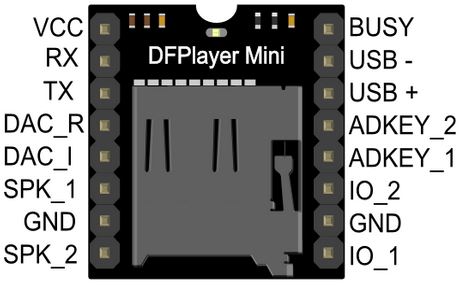 VCC
RX
TX
DAC_R
DAC_I
SPK_1
GND
SPK_2
DFPlayer Mini
BUSY
USB -
USB +
ADKEY_2
ADKEY_1
IO_2
GND
IO_1